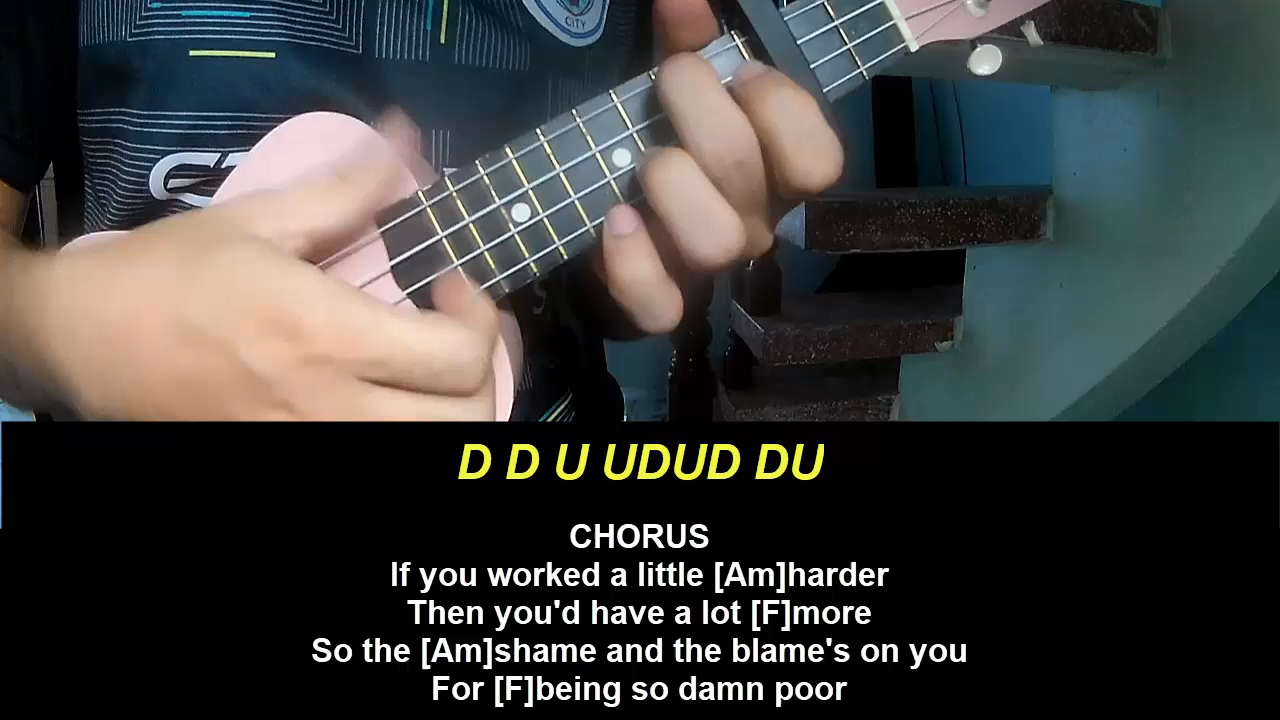 CITY
D D U UDUD DU
CHORUS
If you worked a little [Am]harder
Then you'd have a lot [F]more
So the [Am]shame and the blame's on you
For [F]being so damn poor